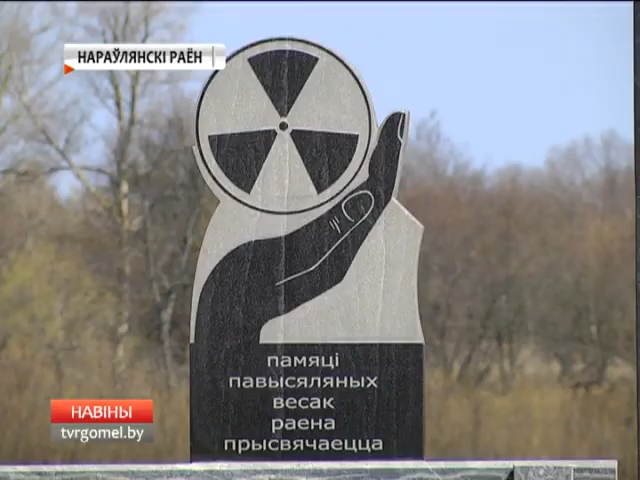 НАРАЎЛЯНСКІ РАЁН
памяці
павысяляных
весак
раена
прысвячаецца
НАВІНЫ
tvrgomel.by